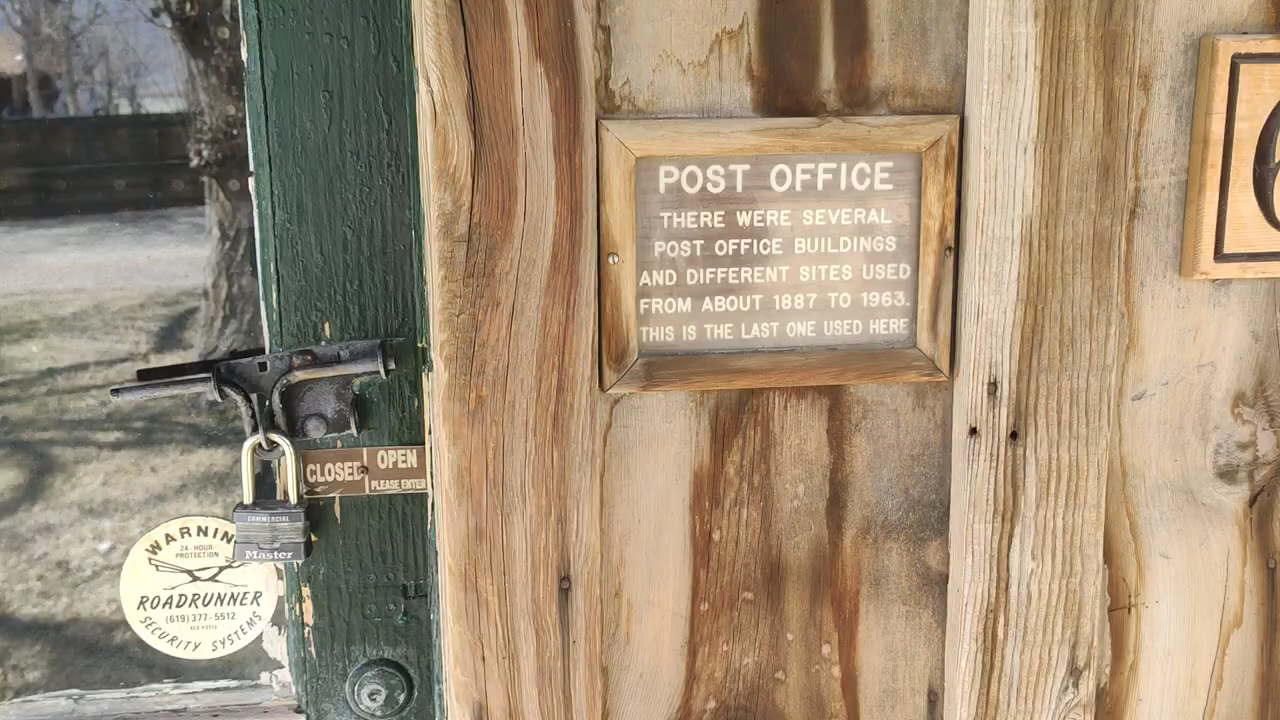 POST OFFICE
THERE WERE SEVERAL
POST OFFICE BUILDINGS
AND DIFFERENT SITES USED
FROM ABOUT 1887 TO 1963.
THIS IS THE LAST ONE USED HERE
CLOSED
OPEN
PLEASE ENTER
COMMERCIAL
Master
WARNIN
24-HOUR
PROTECTION
ROADRUNNER
(619) 377-5512
SECURITY SYSTEMS